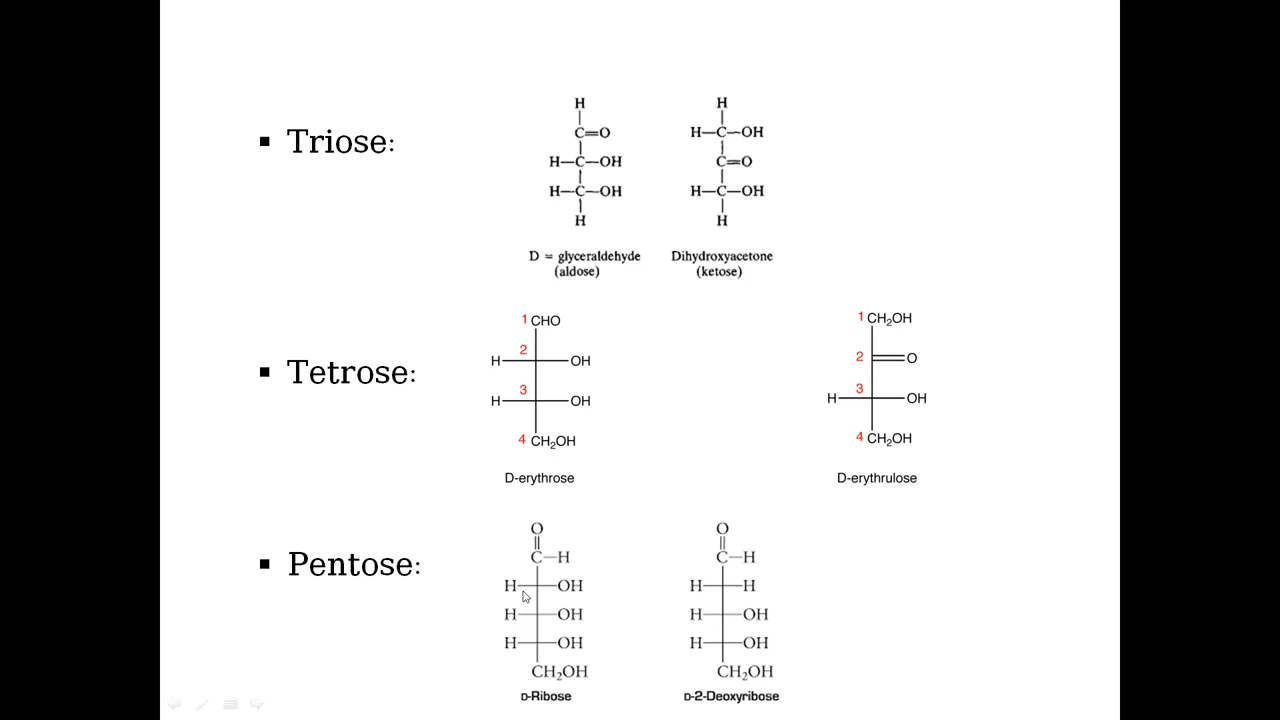 ▪ Triose:
H
C=O
H—C—OH
H—C—OH
H
D = glyceraldehyde
(aldose)
H
H—C—OH
C=O
H—C—OH
H
Dihydroxyacetone
(ketose)
▪ Tetrose:
1 CHO
2
H OH
3
H OH
4 CH₂OH
D-erythrose
1 CH₂OH
2 O
3
H OH
4 CH₂OH
D-erythrulose
▪ Pentose:
O
C—H
H OH
H OH
H OH
CH₂OH
D-Ribose
O
C—H
H H
H OH
H OH
CH₂OH
D-2-Deoxyribose